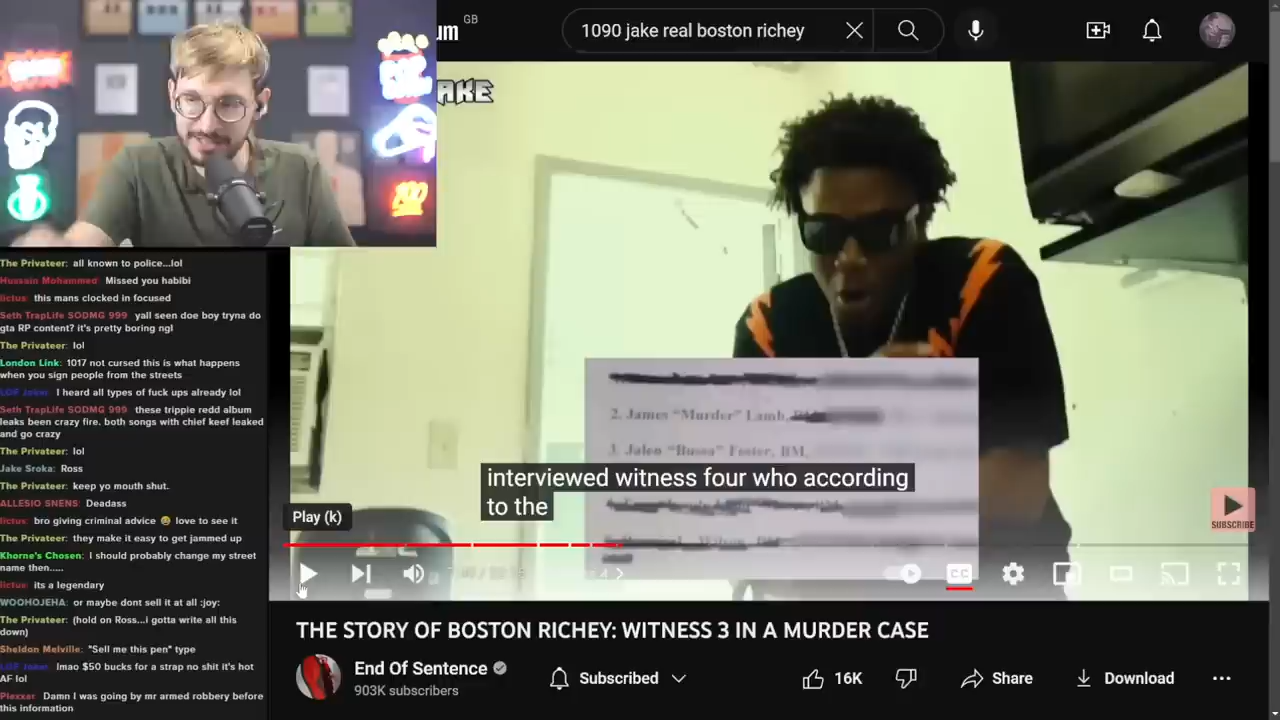 um
GB
1090 jake real boston richey
AKE
The Privateer: all known to police...lol
Hussain Mohammed: Missed you habibi
lictus: this mans clocked in focused
Seth TrapLife SODMG 999 yall seen doe boy tryna do
gta RP content? it's pretty boring ngl
The Privateer: lol
London Link: 1017 not cursed this is what happens
when you sign people from the streets
LOF Joker: I heard all types of fuck ups already lol
Seth TrapLife SODMG 999 these trippie redd album
leaks been crazy fire. both songs with chief keef leaked
and go crazy
The Privateer: lol
Jake Sroka: Ross
The Privateer: keep yo mouth shut.
ALLESIO SNENS: Deadass
lictus: bro giving criminal advice 😅 love to see it
The Privateer: they make it easy to get jammed up
Khorne's Chosen: I should probably change my street
name then.....
lictus: its a legendary
WOOHOJEHA: or maybe dont sell it at all :joy:
The Privateer: (hold on Ross...i gotta write all this
down)
Sheldon Melville: "Sell me this pen" type
LOF Joker: lmao $50 bucks for a strap no shit it's hot
AF lol
Plexxar: Damn I was going by mr armed robbery before
this information
2. James "Murder" Lamb,
3. Jalen "Bussa" Foster, BM,
interviewed witness four who according
to the
Play (k)
SUBSCRIBE
CC
THE STORY OF BOSTON RICHEY: WITNESS 3 IN A MURDER CASE
End Of Sentence
903K subscribers
Subscribed
16K
Share
Download